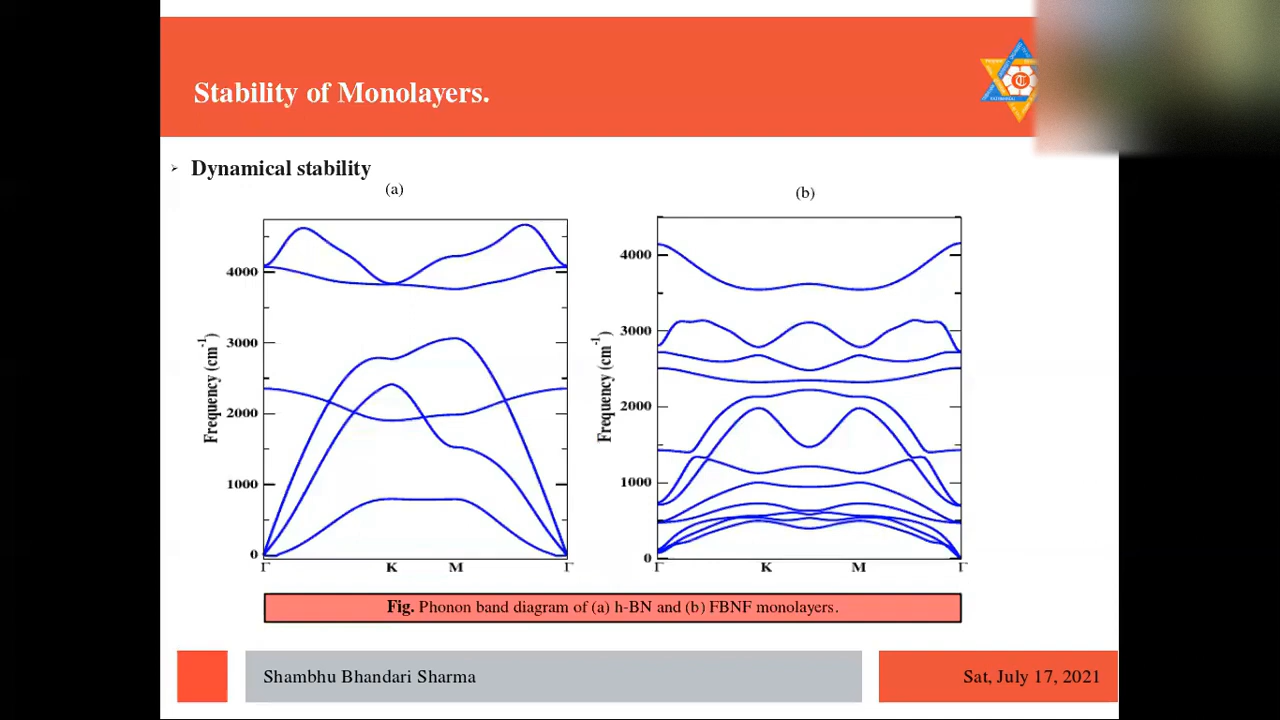 Stability of Monolayers.
➢ Dynamical stability
(a)
(b)
Frequency (cm⁻¹)
4000
3000
2000
1000
0
Γ K M Γ
Frequency (cm⁻¹)
4000
3000
2000
1000
0
Γ K M Γ
Fig. Phonon band diagram of (a) h-BN and (b) FBNF monolayers.
Shambhu Bhandari Sharma
Sat, July 17, 2021